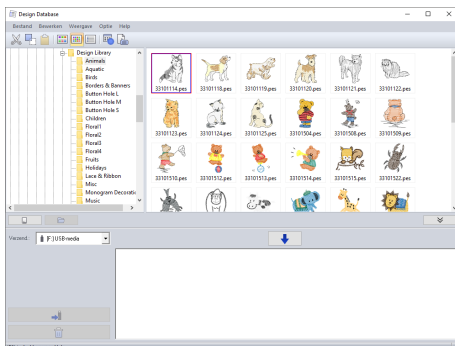 Design Database
Bestand Bewerken Weergave Optie Help
Design Library
Animals
Aquatic
Birds
Borders & Banners
Button Hole L
Button Hole M
Button Hole S
Children
Floral1
Floral2
Floral3
Floral4
Fruits
Holidays
Lace & Ribbon
Misc
Monogram Decorati
Music
33101114.pes 33101118.pes 33101119.pes 33101120.pes 33101121.pes 33101122.pes
33101123.pes 33101124.pes 33101125.pes 33101504.pes 33101508.pes 33101509.pes
33101510.pes 33101512.pes 33101513.pes 33101514.pes 33101515.pes 33101522.pes
Verzend. (F:)USB-media